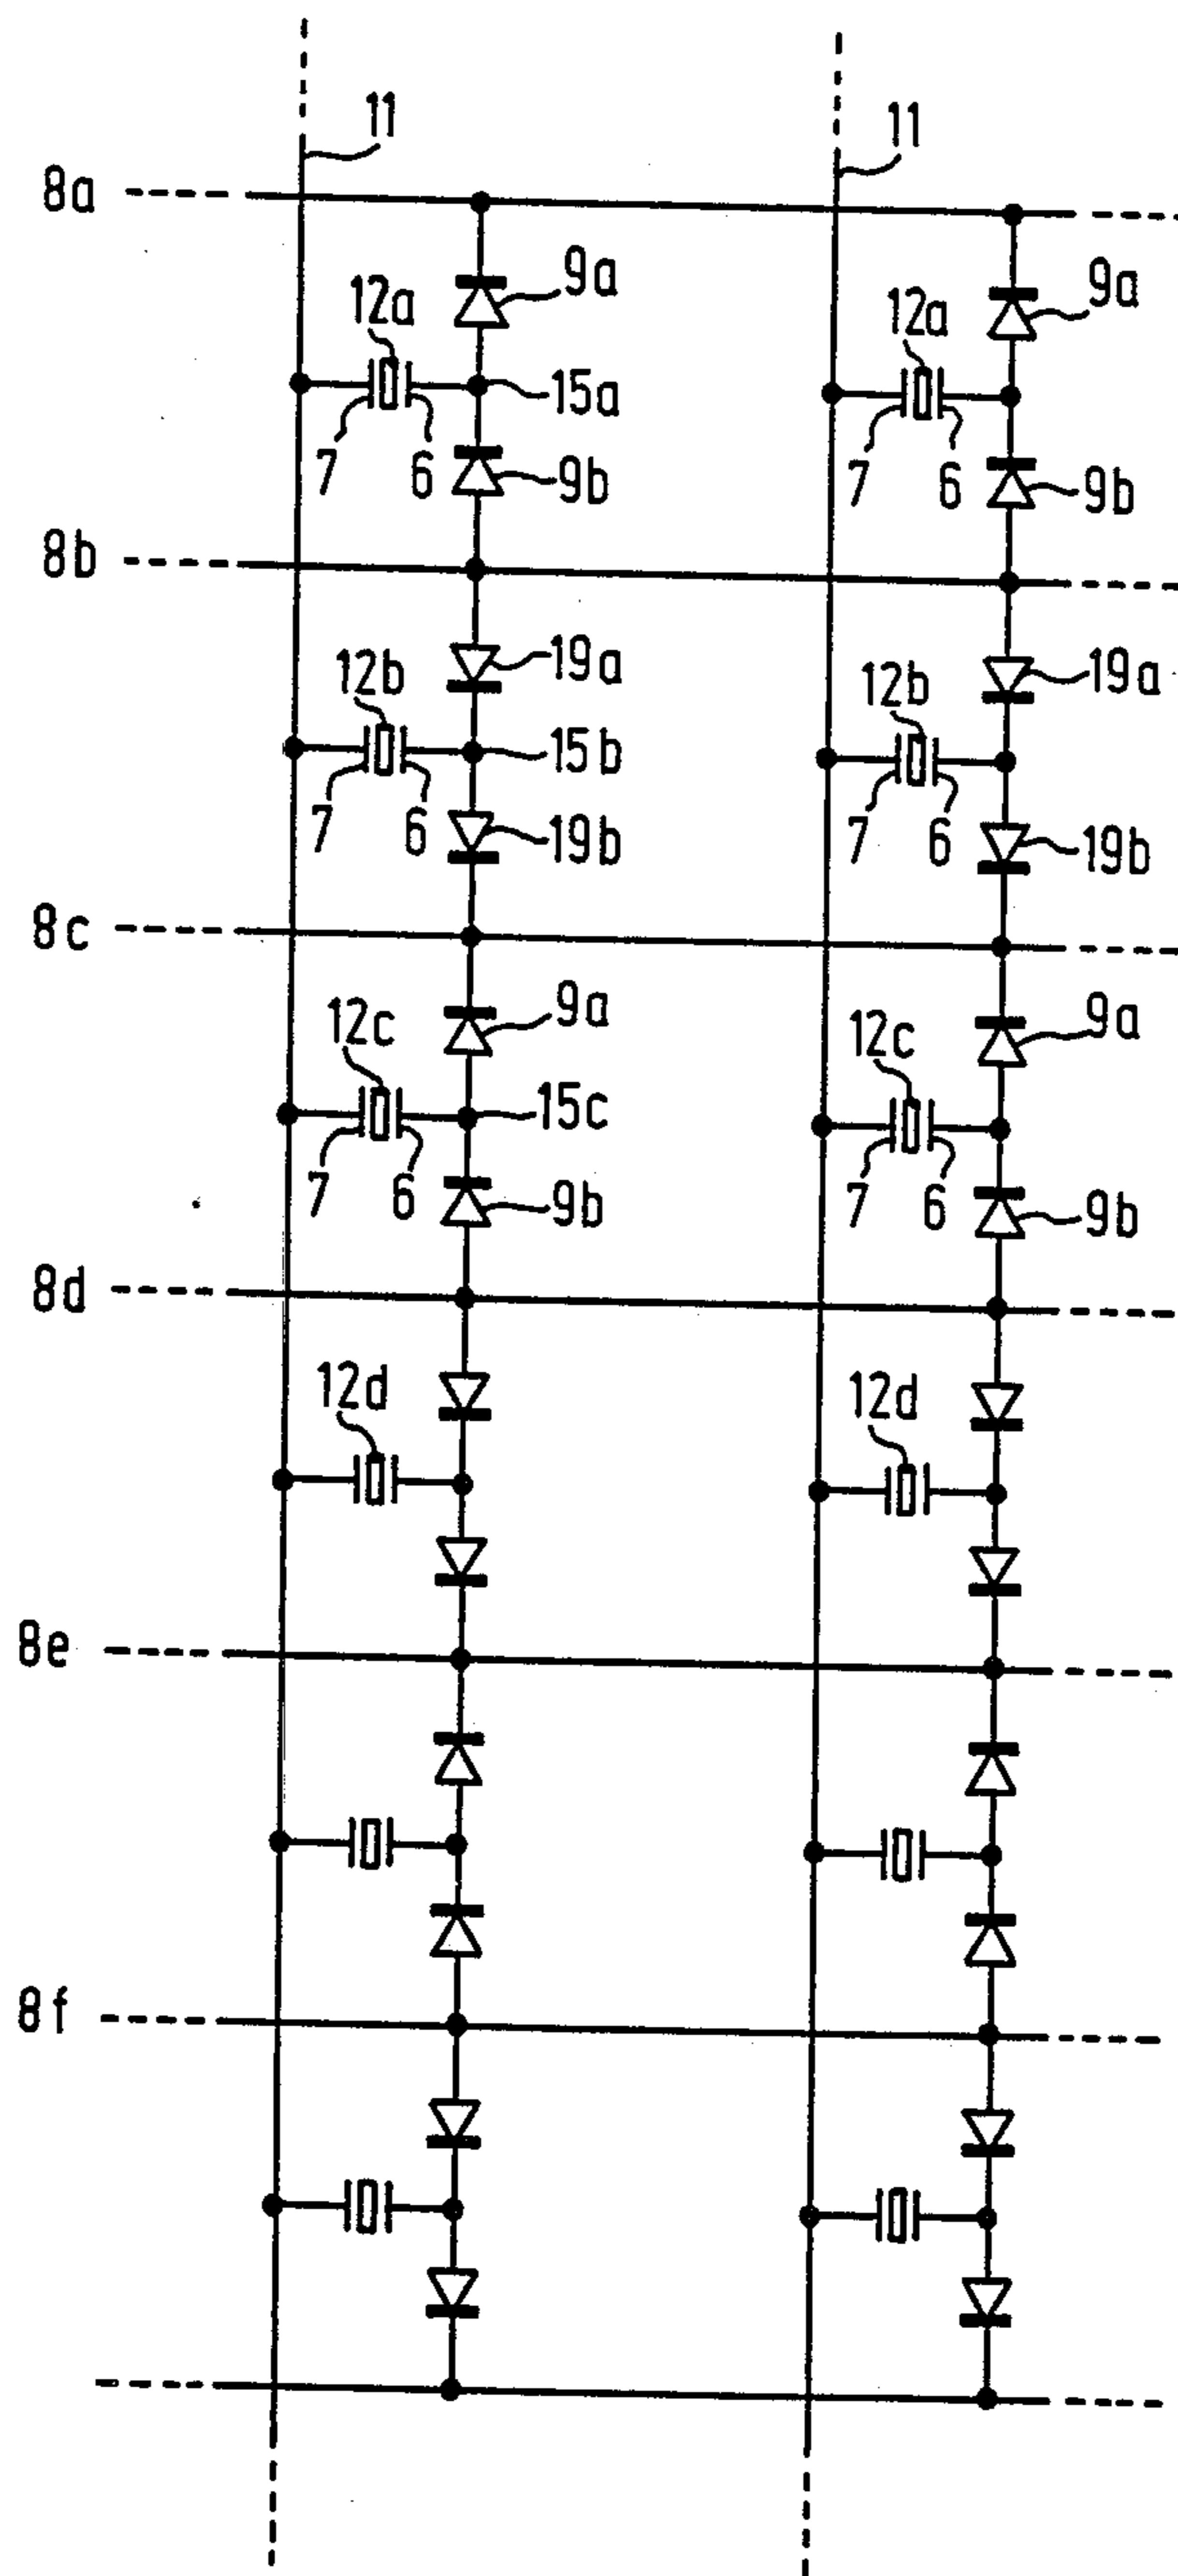 11 11
8a
9a 9a
12a 12a
15a
7 6 9b 7 6 9b
8b
19a 19a
12b 12b
15b
7 6 19b 7 6 19b
8c
9a 9a
12c 12c
15c
7 6 9b 7 6 9b
8d
12d 12d
8e
8f